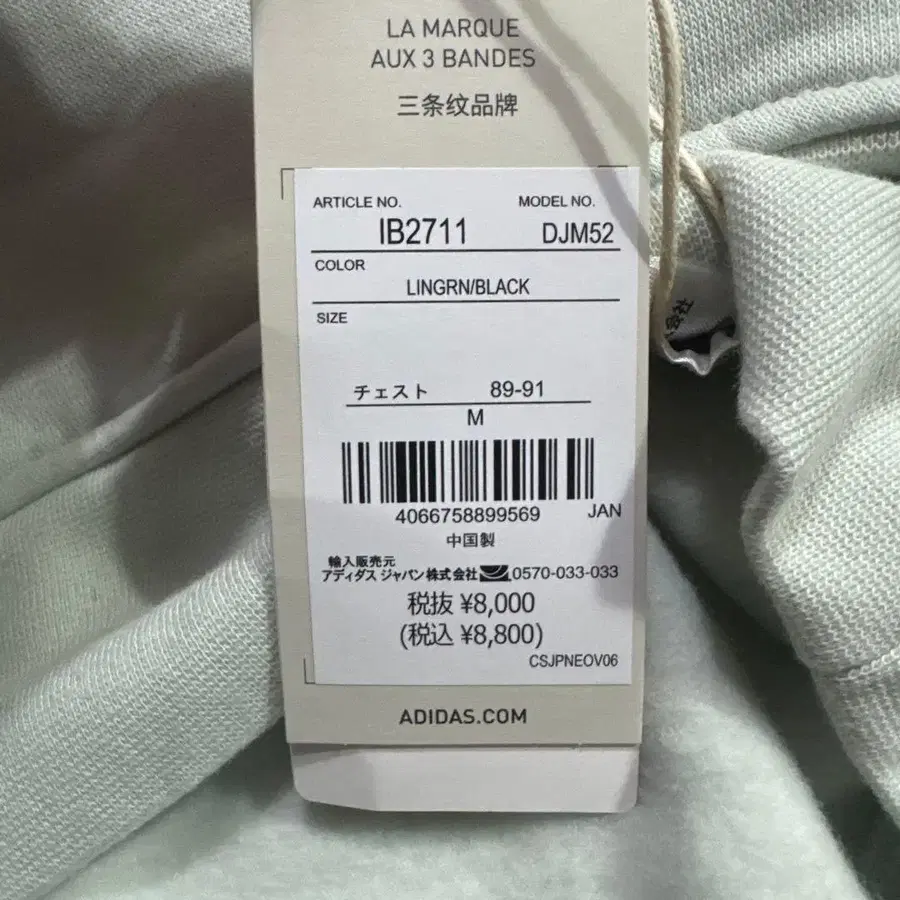 LA MARQUE
AUX 3 BANDES
三条纹品牌
ARTICLE NO. MODEL NO.
IB2711 DJM52
COLOR
LINGRN/BLACK
SIZE
チェスト 89-91
M
4066758899569 JAN
中国製
輸入販売元
アディダス ジャパン株式会社 0570-033-033
税抜 ¥8,000
(税込 ¥8,800)
CSJPNEOV06
ADIDAS.COM